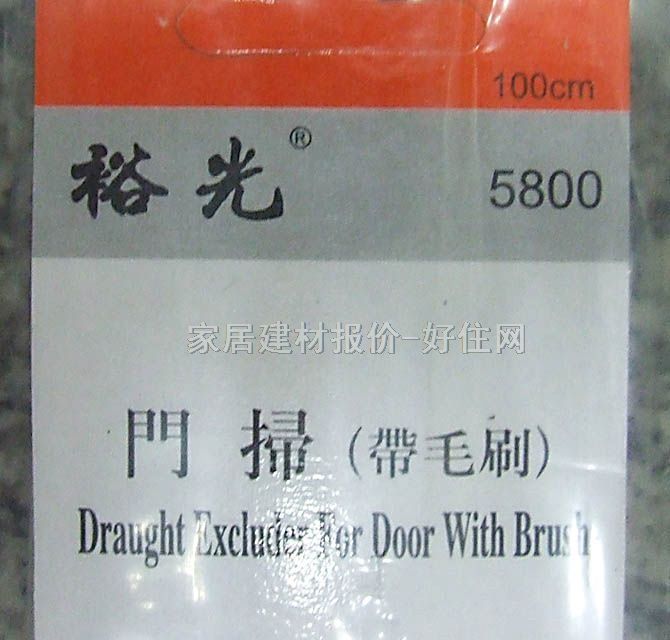 100cm
裕光®
5800
家居建材报价-好住网
門掃(帶毛刷)
Draught Excluder For Door With Brush